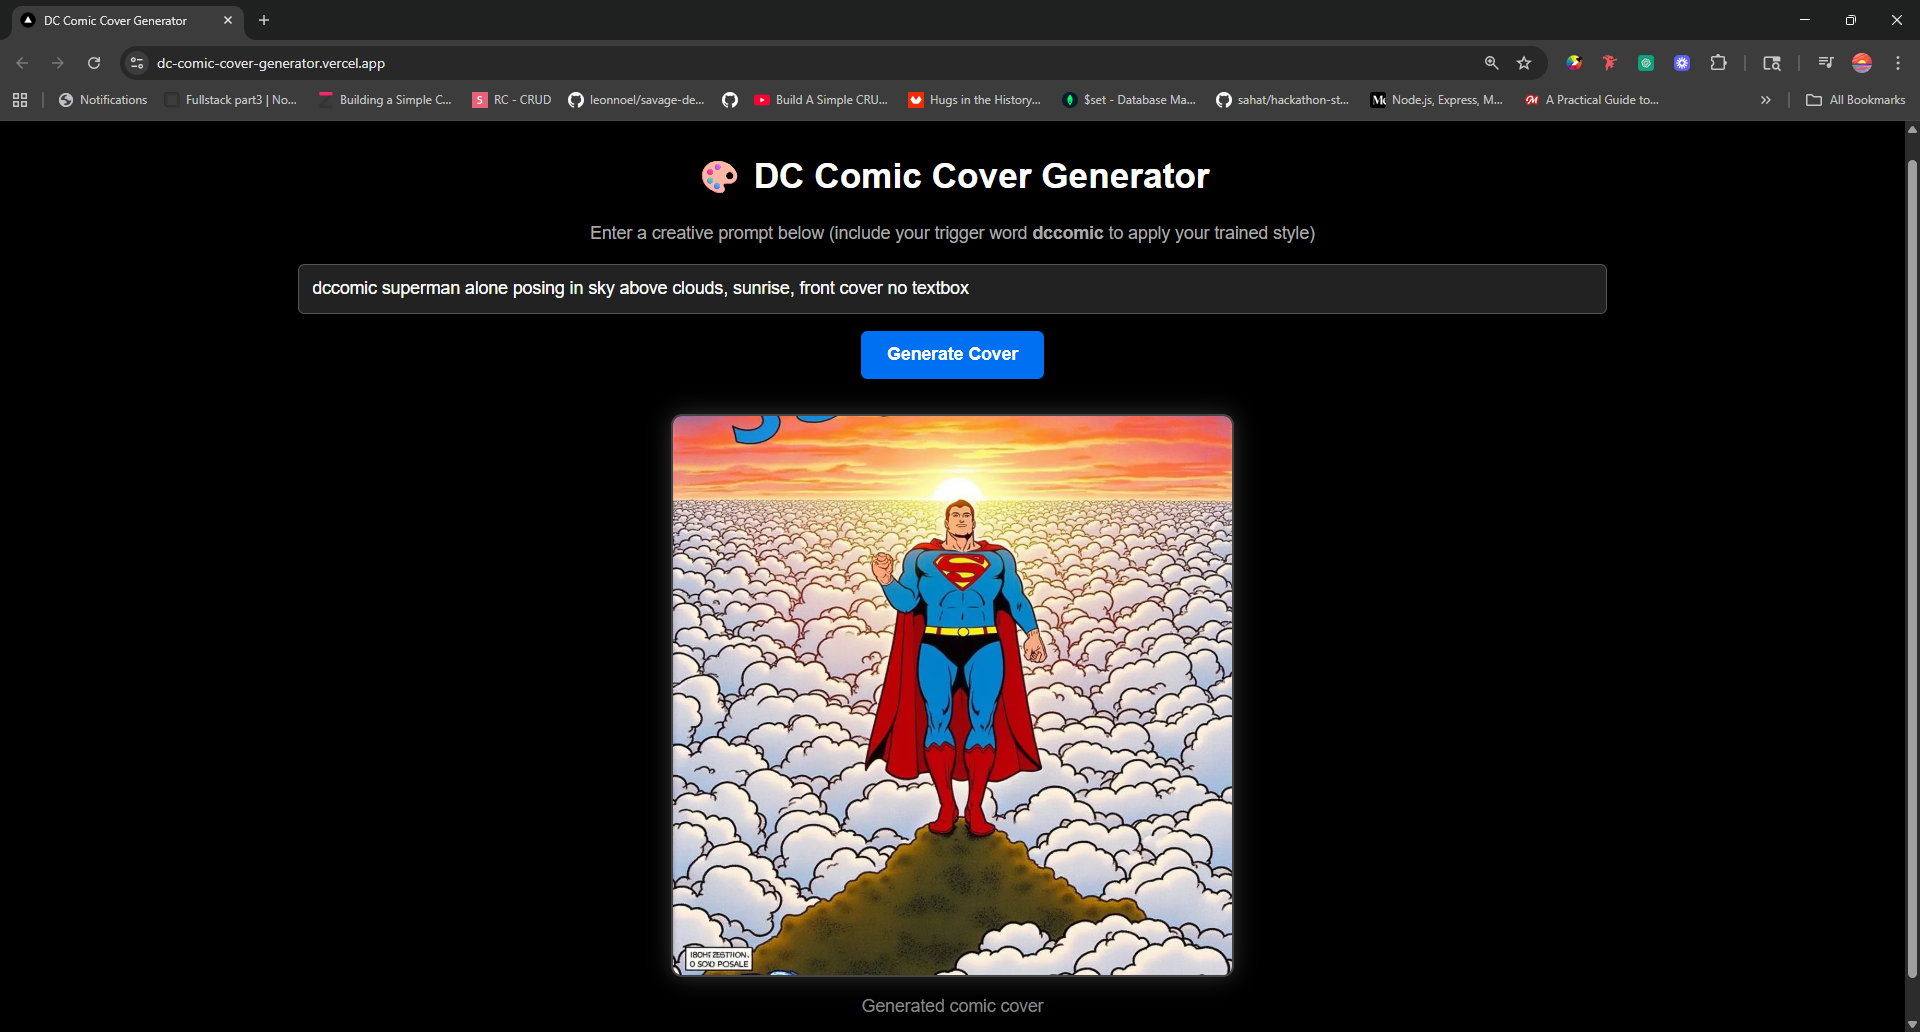 DC Comic Cover Generator
dc-comic-cover-generator.vercel.app
Notifications
Fullstack part3 | No...
Building a Simple C...
RC - CRUD
leonnoel/savage-de...
Build A Simple CRU...
Hugs in the History...
$set - Database Ma...
sahat/hackathon-st...
Node.js, Express, M...
A Practical Guide to...
All Bookmarks
DC Comic Cover Generator
Enter a creative prompt below (include your trigger word dccomic to apply your trained style)
dccomic superman alone posing in sky above clouds, sunrise, front cover no textbox
Generate Cover
S
O SOIO POSALE
Generated comic cover